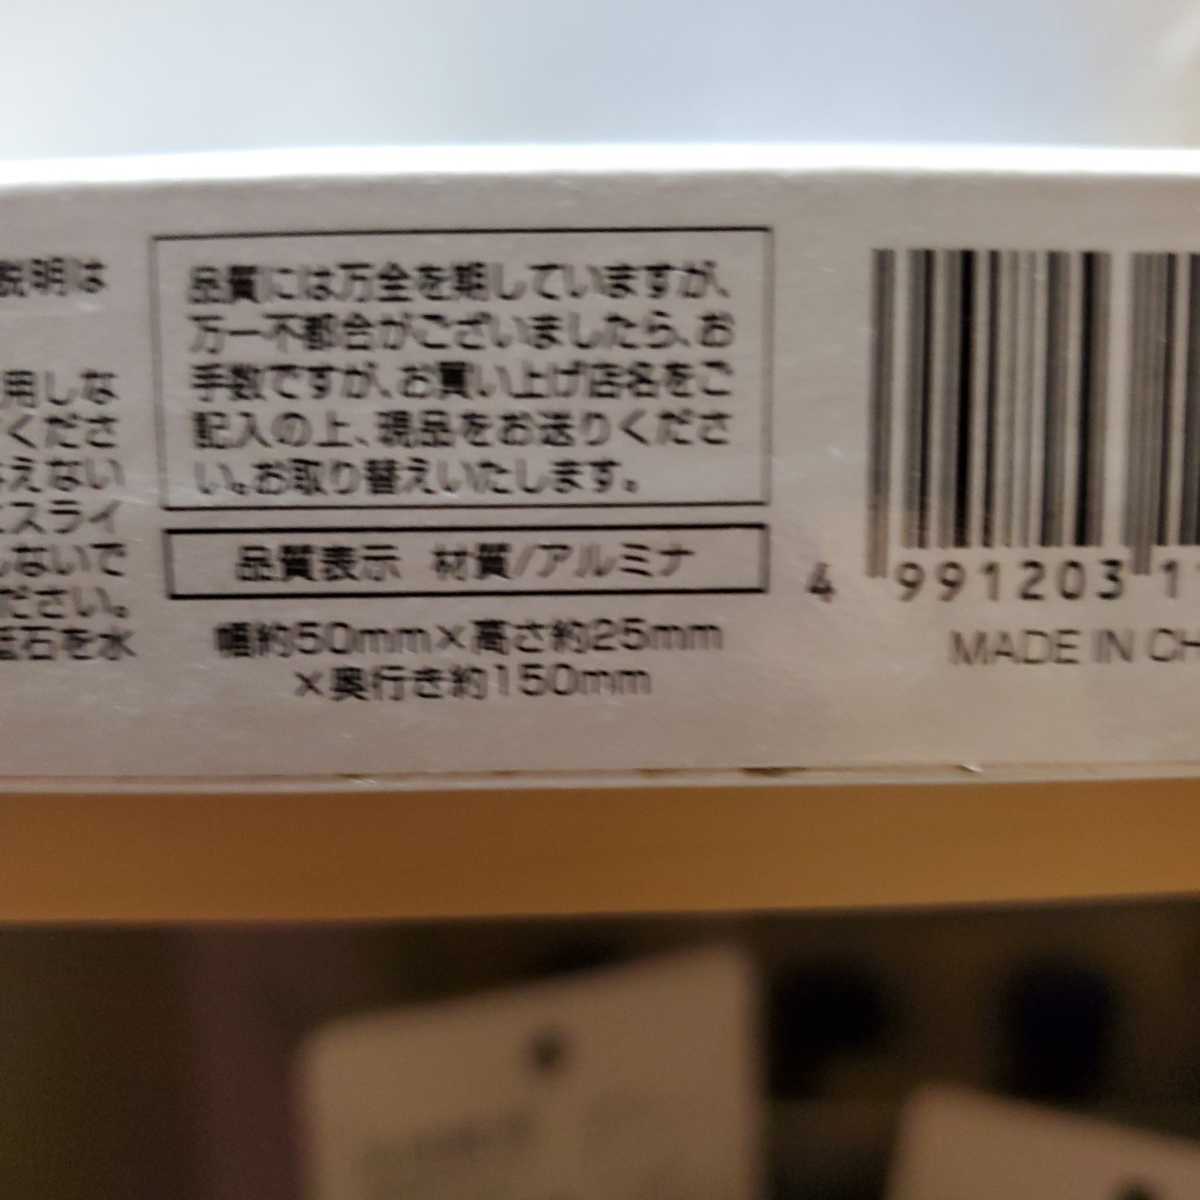 説明は
用しな
くださ
えない
スライ
しないで
ださい。
砥石を水
品質には万全を期していますが、
万一不都合がございましたら、お
手数ですが、お買い上げ店名をご
記入の上、現品をお送りくださ
い。お取り替えいたします。
品質表示 材質/アルミナ
幅約50mm×高さ約25mm
×奥行き約150mm
4 991203 1
MADE IN CH